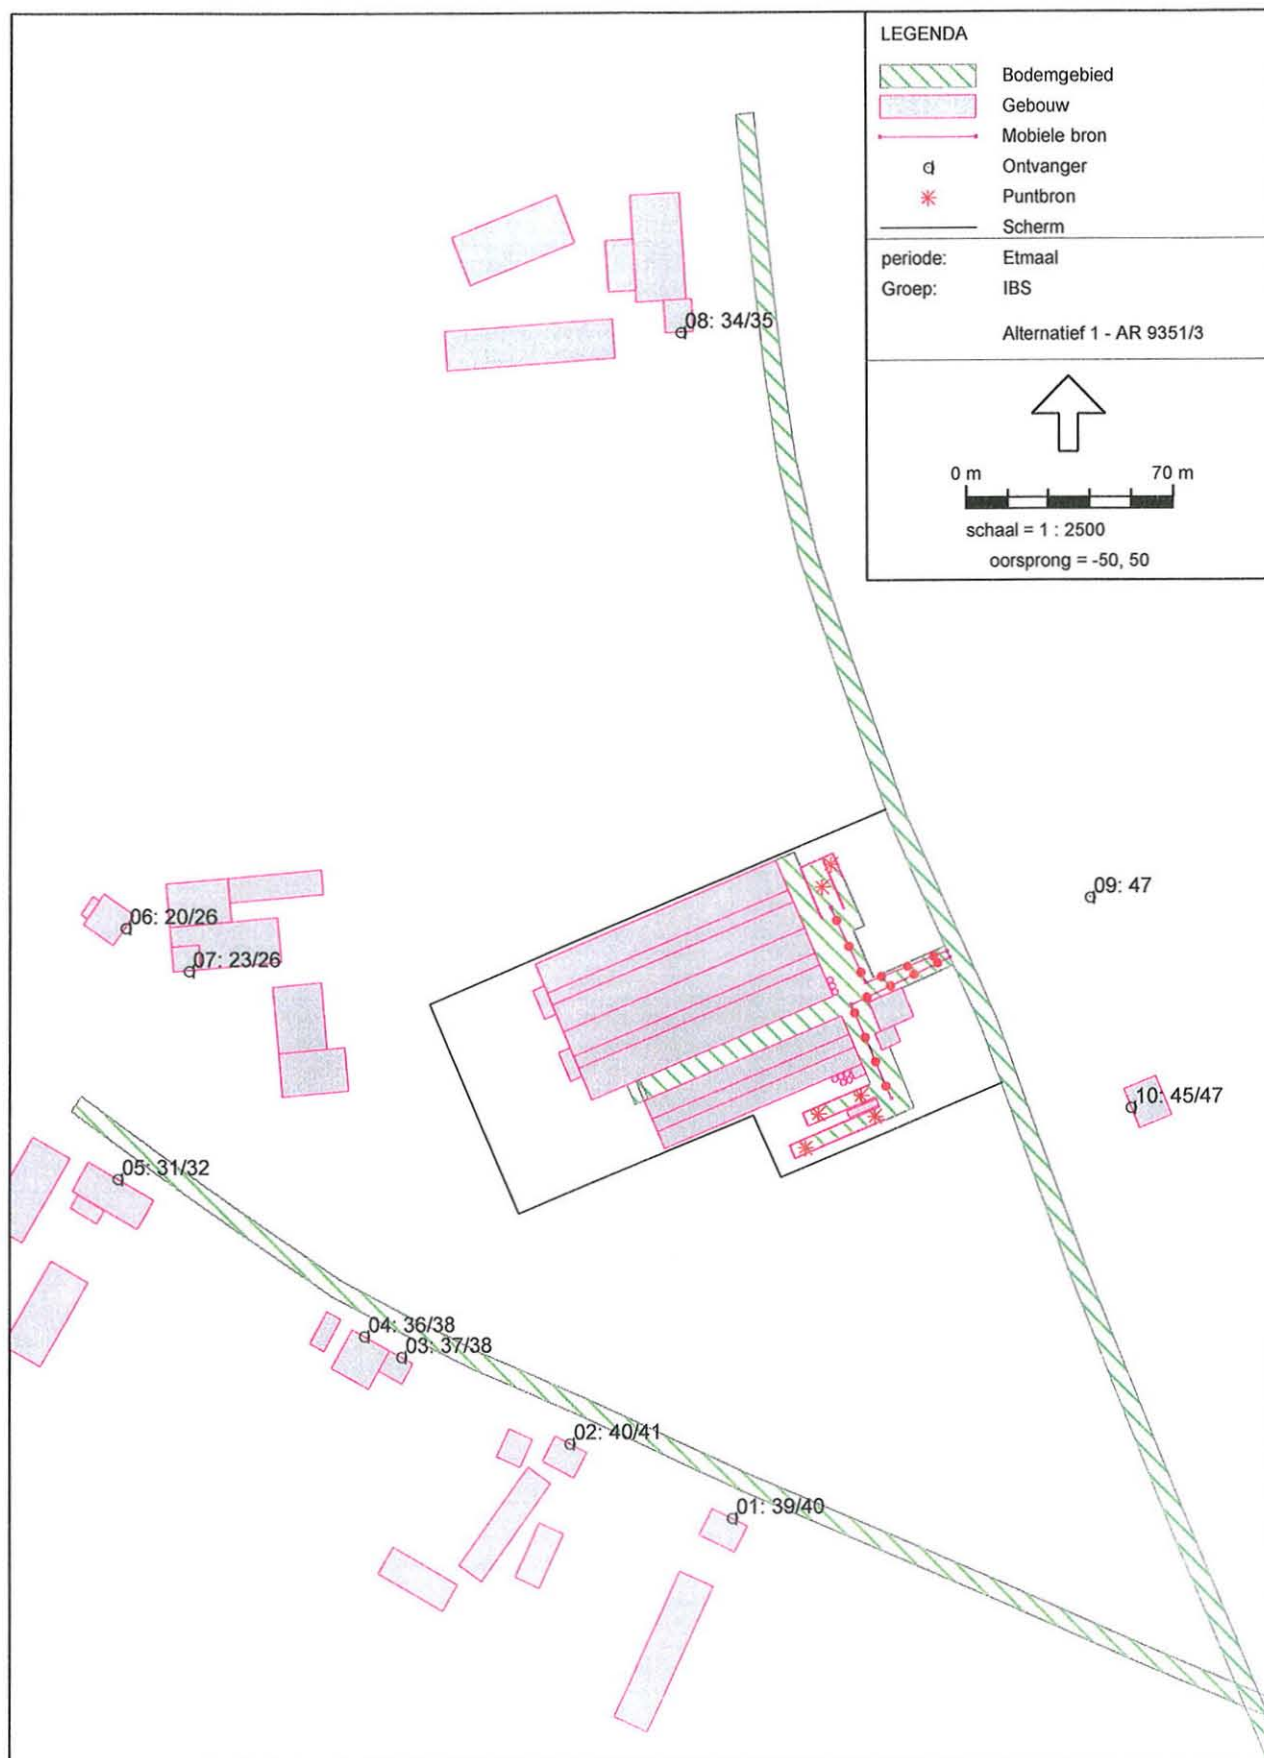 LEGENDA
Bodemgebied
Gebouw
Mobiele bron
Ontvanger
Puntbron
Scherm
periode: Etmaal
Groep: IBS
Alternatief 1 - AR 9351/3
0 m 70 m
schaal = 1 : 2500
oorsprong = -50, 50
08: 34/35
09: 47
06: 20/26
07: 23/26
10: 45/47
05: 31/32
04: 36/38
03: 37/38
02: 40/41
01: 39/40